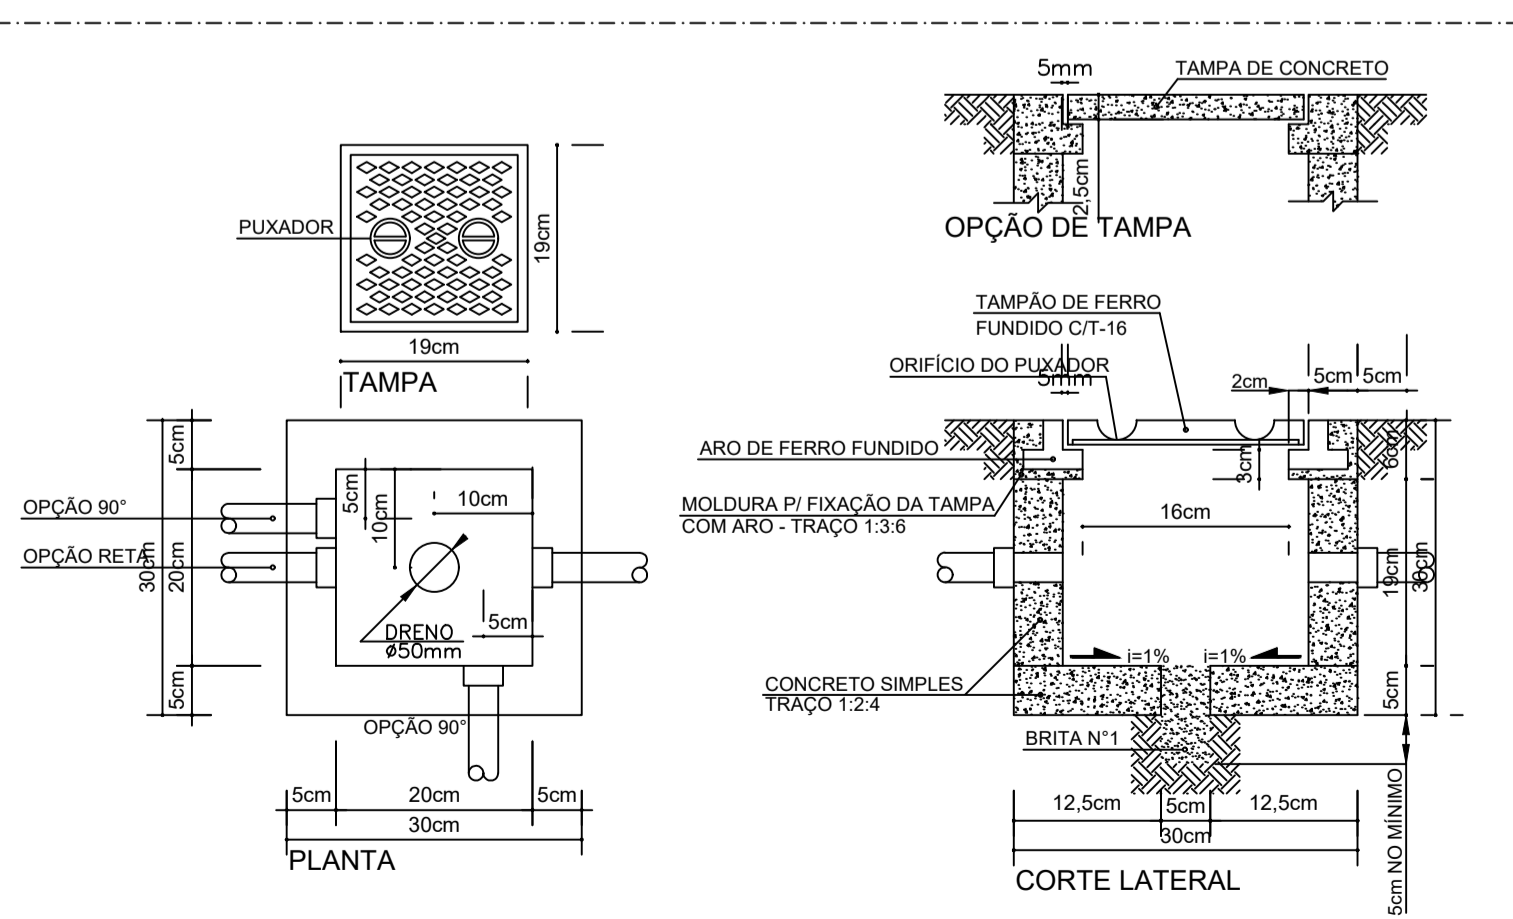 5mm
TAMPA DE CONCRETO
2,5cm
OPÇÃO DE TAMPA
PUXADOR
19cm
19cm
TAMPA
5cm
30cm
20cm
5cm
OPÇÃO 90°
OPÇÃO RETA
5cm
10cm
10cm
DRENO
ø50mm
5cm
OPÇÃO 90°
5cm
20cm
5cm
30cm
PLANTA
TAMPÃO DE FERRO
FUNDIDO C/T-16
ORIFÍCIO DO PUXADOR
5mm
2cm
5cm
5cm
ARO DE FERRO FUNDIDO
3cm
6cm
MOLDURA P/ FIXAÇÃO DA TAMPA
COM ARO - TRAÇO 1:3:6
16cm
19cm
30cm
i=1%
i=1%
CONCRETO SIMPLES
TRAÇO 1:2:4
5cm
BRITA N°1
5cm NO MÍNIMO
12,5cm
5cm
12,5cm
30cm
CORTE LATERAL